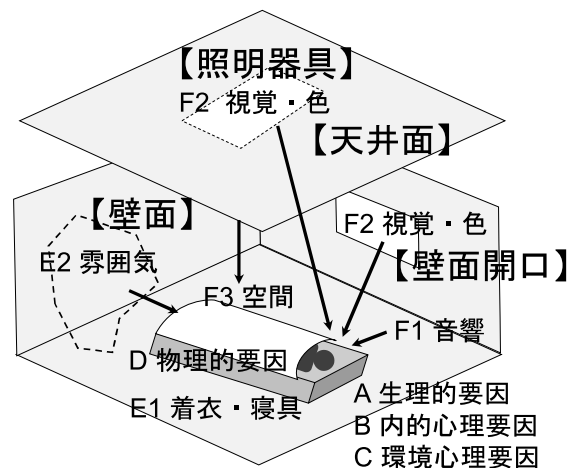 【照明器具】
F2 視覚・色
【天井面】
【壁面】
F2 視覚・色
E2 雰囲気
【壁面開口】
F3 空間
F1 音響
D 物理的要因
E1 着衣・寝具
A 生理的要因
B 内的心理要因
C 環境心理要因